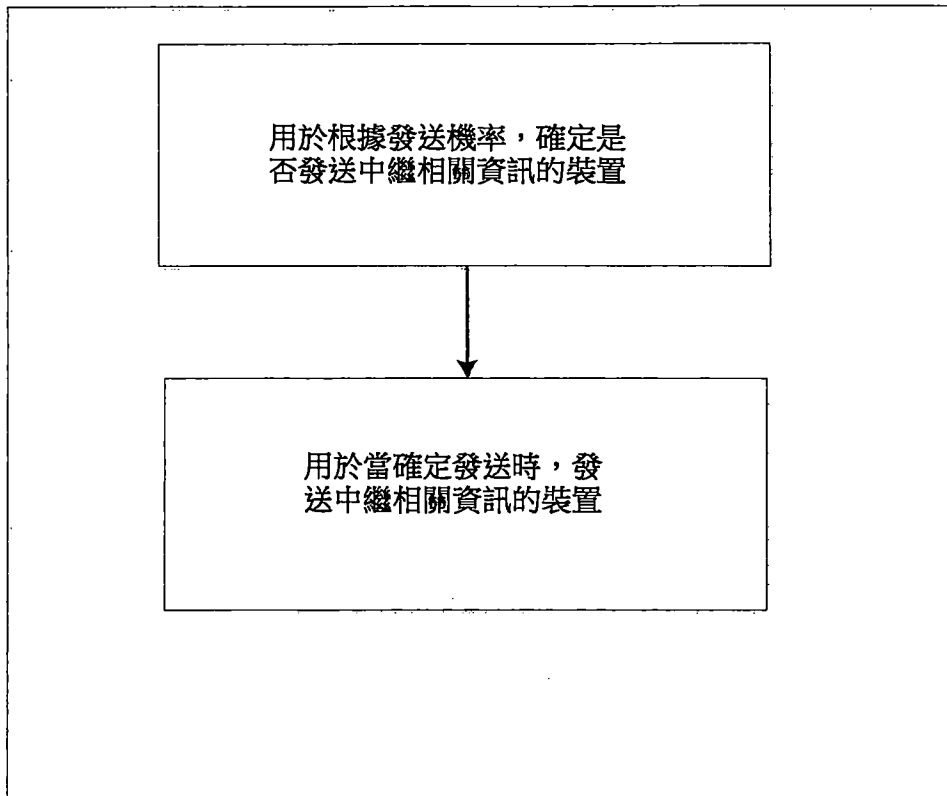 用於根據發送機率，確定是
否發送中繼相關資訊的裝置
用於當確定發送時，發
送中繼相關資訊的裝置